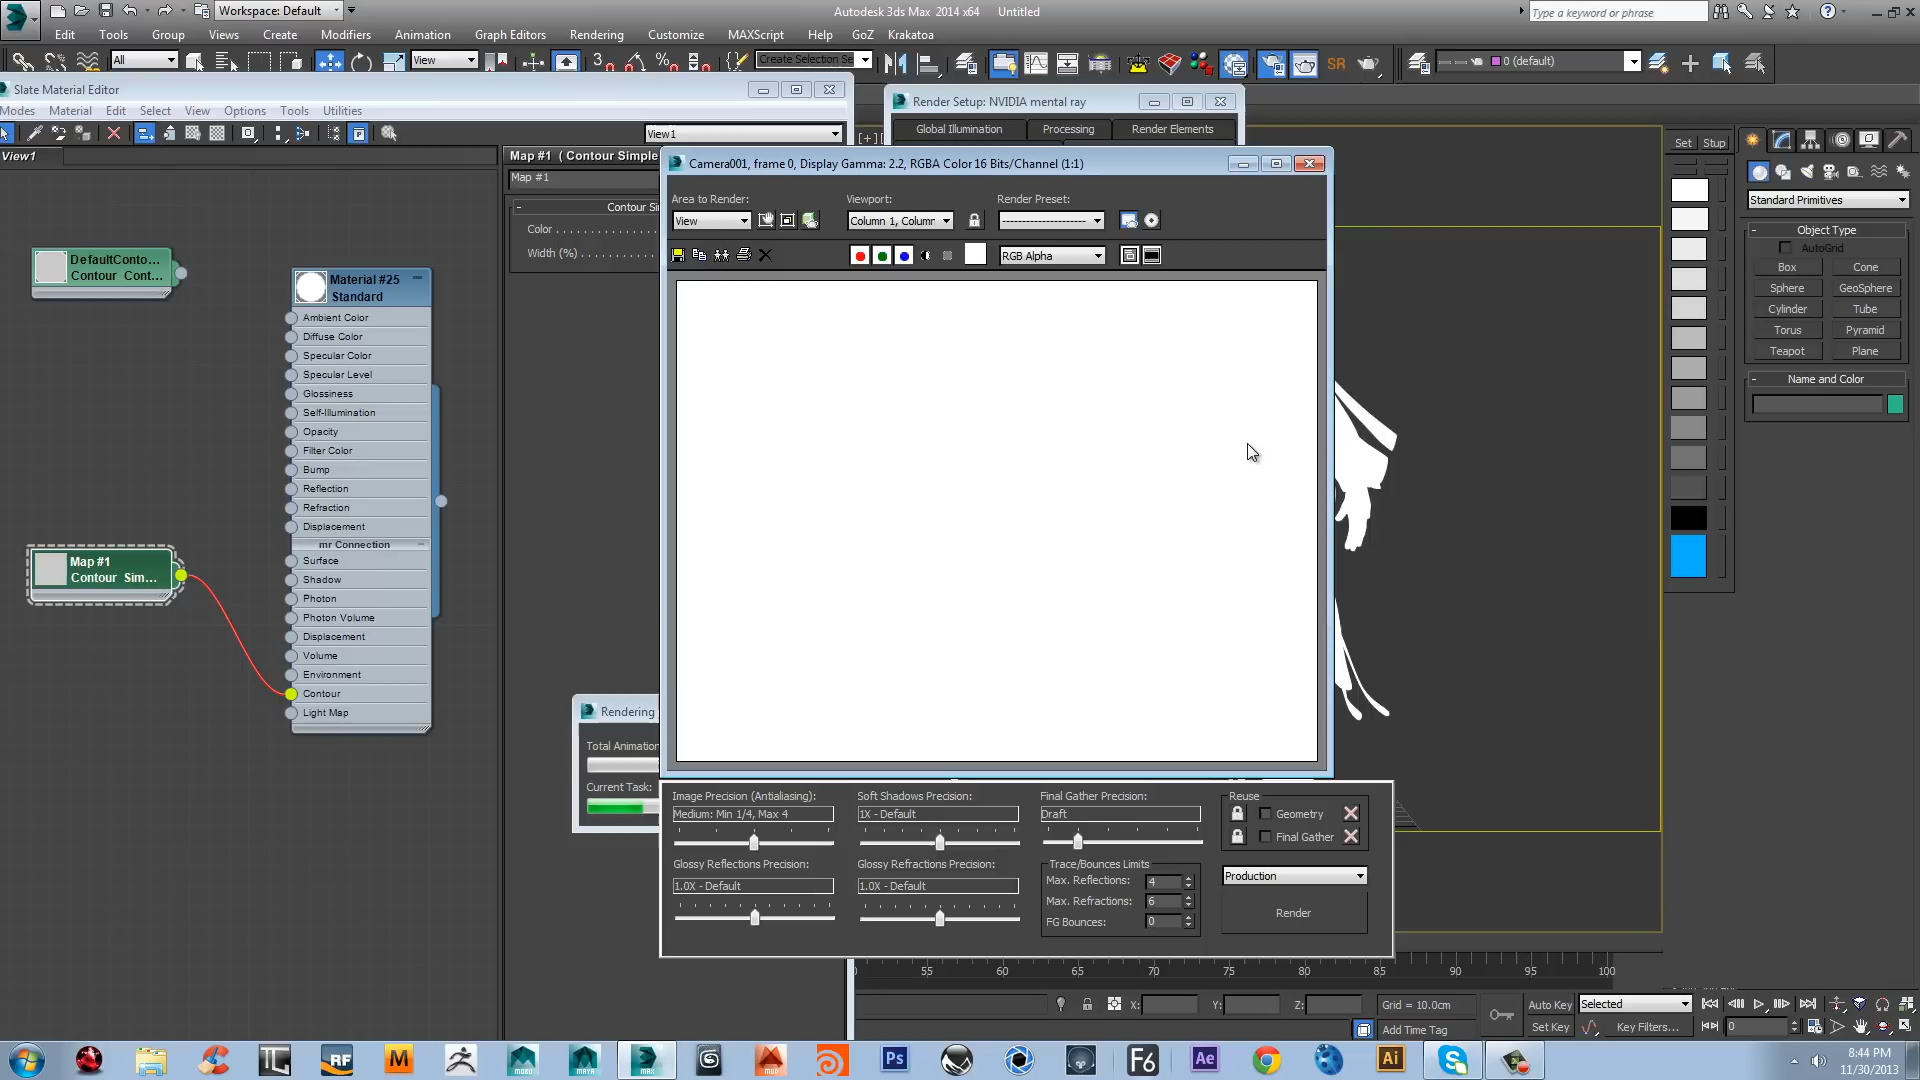 Workspace: Default
Autodesk 3ds Max 2014 x64
Untitled
Type a keyword or phrase
Edit
Tools
Group
Views
Create
Modifiers
Animation
Graph Editors
Rendering
Customize
MAXScript
Help
GoZ
Krakatoa
All
View
Create Selection Se
SR
0 (default)
Slate Material Editor
Modes
Material
Edit
Select
View
Options
Tools
Utilities
View1
View1
Map #1 ( Contour Simple
Map #1
Contour Si
Color
Width (%)
DefaultConto...
Contour Cont...
Material #25
Standard
Ambient Color
Diffuse Color
Specular Color
Specular Level
Glossiness
Self-Illumination
Opacity
Filter Color
Bump
Reflection
Refraction
Displacement
mr Connection
Surface
Shadow
Photon
Photon Volume
Displacement
Volume
Environment
Contour
Light Map
Map #1
Contour Sim...
Render Setup: NVIDIA mental ray
Global Illumination
Processing
Render Elements
[+]
Camera001, frame 0, Display Gamma: 2.2, RGBA Color 16 Bits/Channel (1:1)
Area to Render:
View
Viewport:
Column 1, Column
Render Preset:
RGB Alpha
Rendering
Total Animation
Current Task:
Image Precision (Antialiasing):
Medium: Min 1/4, Max 4
Soft Shadows Precision:
1X - Default
Final Gather Precision:
Draft
Glossy Reflections Precision:
1.0X - Default
Glossy Refractions Precision:
1.0X - Default
Trace/Bounces Limits
Max. Reflections: 4
Max. Refractions: 6
FG Bounces: 0
Reuse
Geometry
Final Gather
Production
Render
Set
Stup
Standard Primitives
Object Type
AutoGrid
Box
Cone
Sphere
GeoSphere
Cylinder
Tube
Torus
Pyramid
Teapot
Plane
Name and Color
55 60 65 70 75 80 85 90 95 100
X:
Y:
Z:
Grid = 10.0cm
Add Time Tag
Auto Key
Selected
Set Key
Key Filters...
0
8:44 PM
11/30/2013